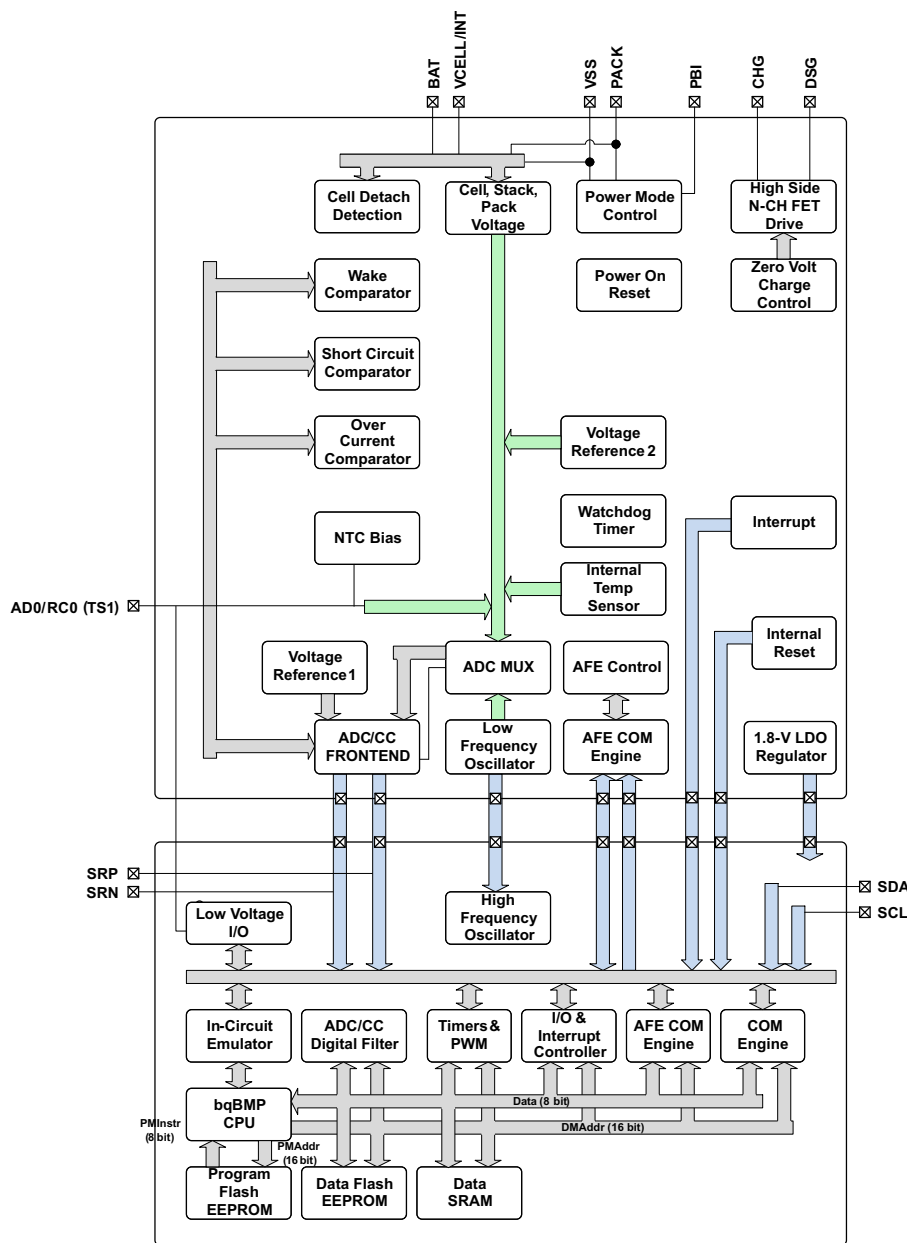 BAT
VCELL/INT
VSS
PACK
PBI
CHG
DSG
Cell Detach
Detection
Cell, Stack,
Pack
Voltage
Power Mode
Control
High Side
N-CH FET
Drive
Wake
Comparator
Power On
Reset
Zero Volt
Charge
Control
Short Circuit
Comparator
Over
Current
Comparator
Voltage
Reference2
NTC Bias
Watchdog
Timer
Interrupt
Internal
Temp
Sensor
AD0/RC0 (TS1)
Internal
Reset
Voltage
Reference1
ADC MUX
AFE Control
ADC/CC
FRONTEND
Low
Frequency
Oscillator
AFE COM
Engine
1.8-V LDO
Regulator
SRP
SRN
SDA
SCL
Low Voltage
I/O
High
Frequency
Oscillator
In-Circuit
Emulator
ADC/CC
Digital Filter
Timers&
PWM
I/O &
Interrupt
Controller
AFE COM
Engine
COM
Engine
bqBMP
CPU
Data (8 bit)
DMAddr (16 bit)
PMInstr
(8 bit)
PMAddr
(16 bit)
Program
Flash
EEPROM
Data Flash
EEPROM
Data
SRAM